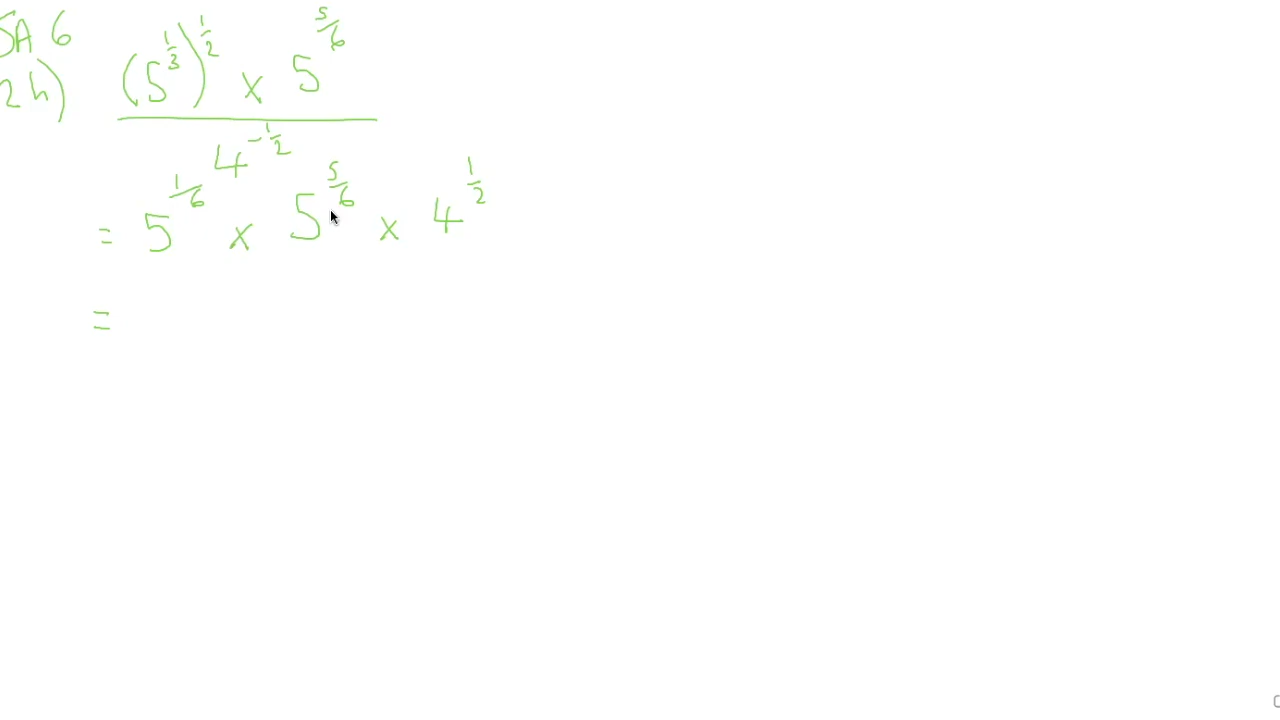 5A 6
2h) (5^{1/3})^{1/2} x 5^{5/6}
4^{-1/2}
= 5^{1/6} x 5^{5/6} x 4^{1/2}
=